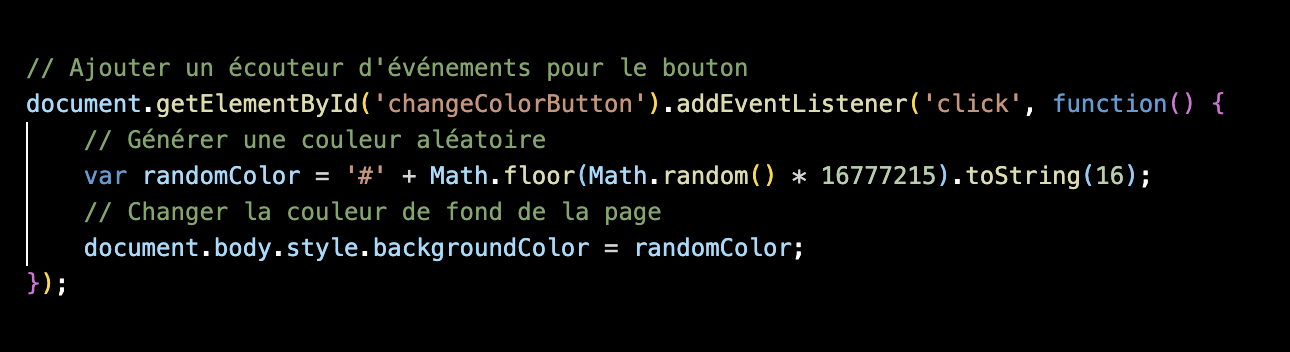 // Ajouter un écouteur d'événements pour le bouton
document.getElementById('changeColorButton').addEventListener('click', function() {
    // Générer une couleur aléatoire
    var randomColor = '#' + Math.floor(Math.random() * 16777215).toString(16);
    // Changer la couleur de fond de la page
    document.body.style.backgroundColor = randomColor;
});